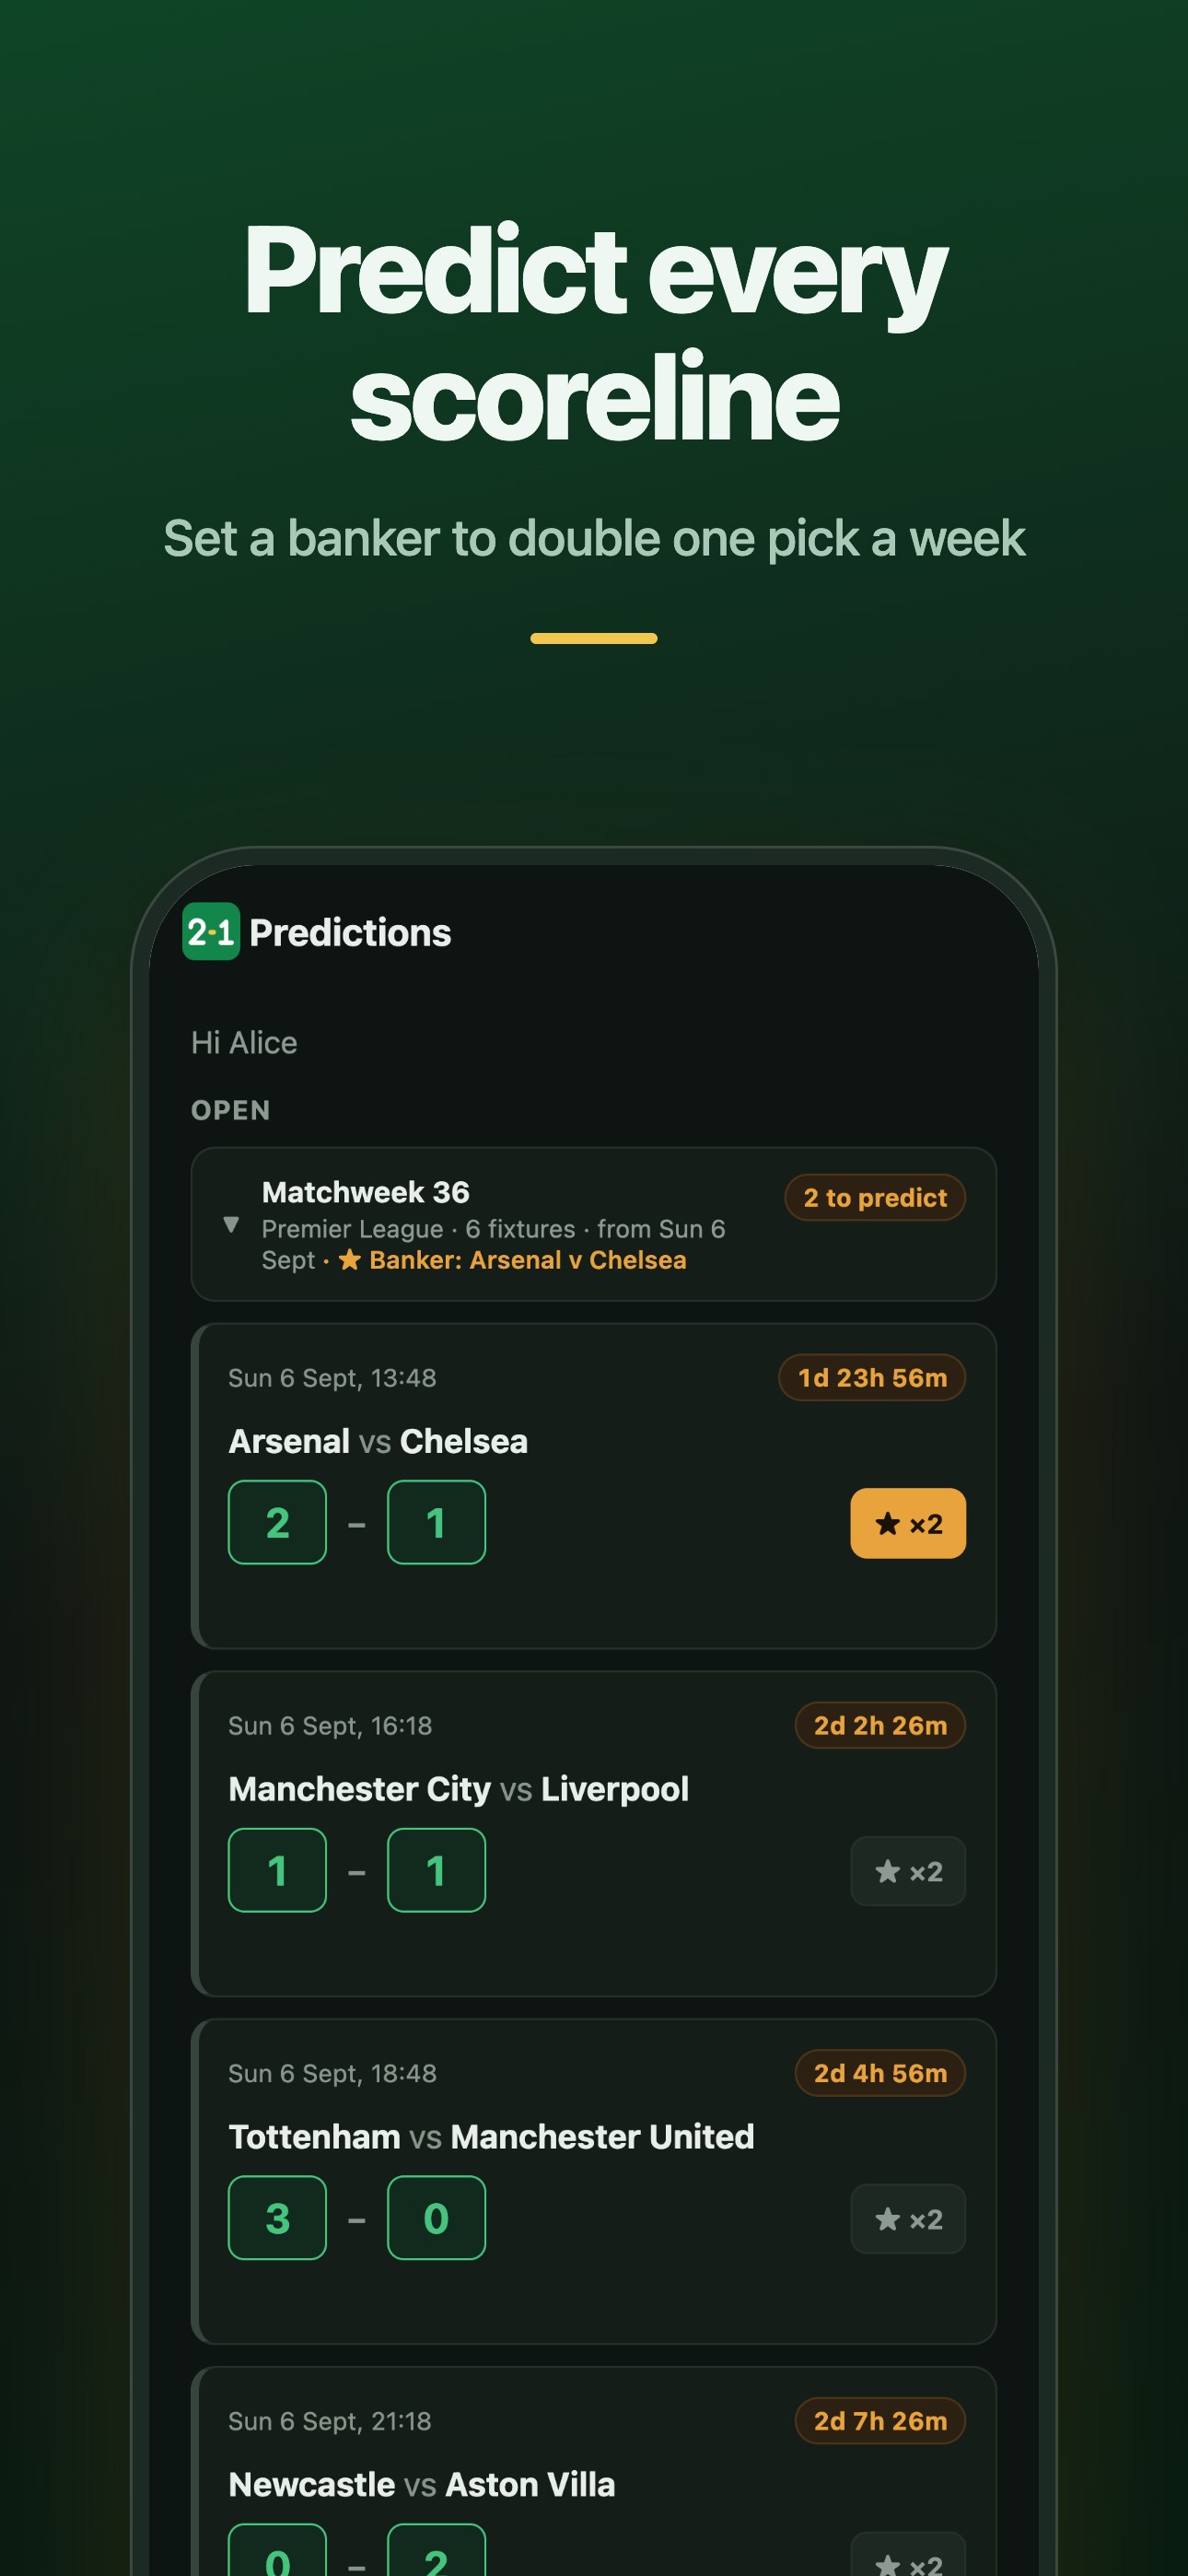 Predict every
scoreline
Set a banker to double one pick a week
2-1 Predictions
Hi Alice
OPEN
Matchweek 36
2 to predict
▼
Premier League · 6 fixtures · from Sun 6
Sept · ★ Banker: Arsenal v Chelsea
Sun 6 Sept, 13:48
1d 23h 56m
Arsenal vs Chelsea
2 – 1
★ ×2
Sun 6 Sept, 16:18
2d 2h 26m
Manchester City vs Liverpool
1 – 1
★ ×2
Sun 6 Sept, 18:48
2d 4h 56m
Tottenham vs Manchester United
3 – 0
★ ×2
Sun 6 Sept, 21:18
2d 7h 26m
Newcastle vs Aston Villa
0 – 2
★ ×2